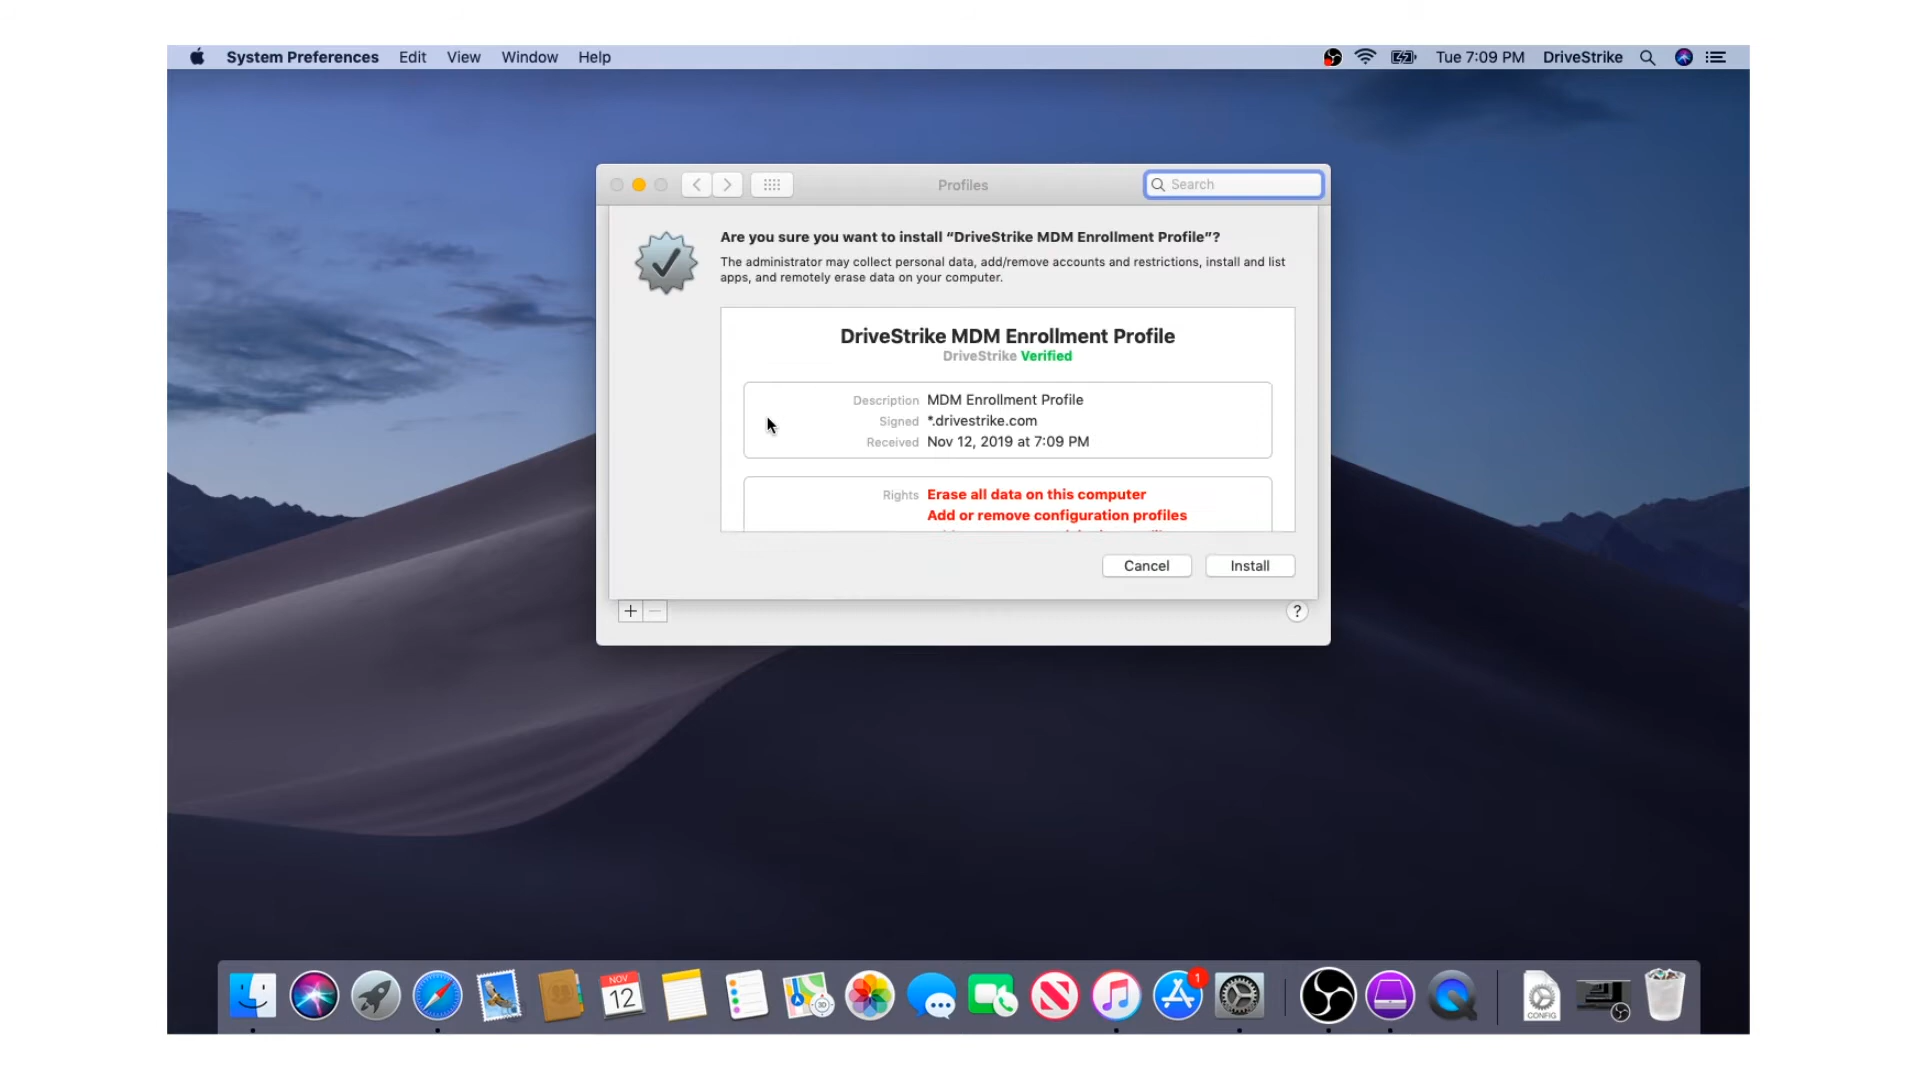 System Preferences Edit View Window Help Tue 7:09 PM DriveStrike
Profiles
Search
Are you sure you want to install “DriveStrike MDM Enrollment Profile”?
The administrator may collect personal data, add/remove accounts and restrictions, install and list
apps, and remotely erase data on your computer.
DriveStrike MDM Enrollment Profile
DriveStrike Verified
Description MDM Enrollment Profile
Signed *.drivestrike.com
Received Nov 12, 2019 at 7:09 PM
Rights Erase all data on this computer
Add or remove configuration profiles
Cancel Install
+ − ?
NOV
12
1
CONFIG